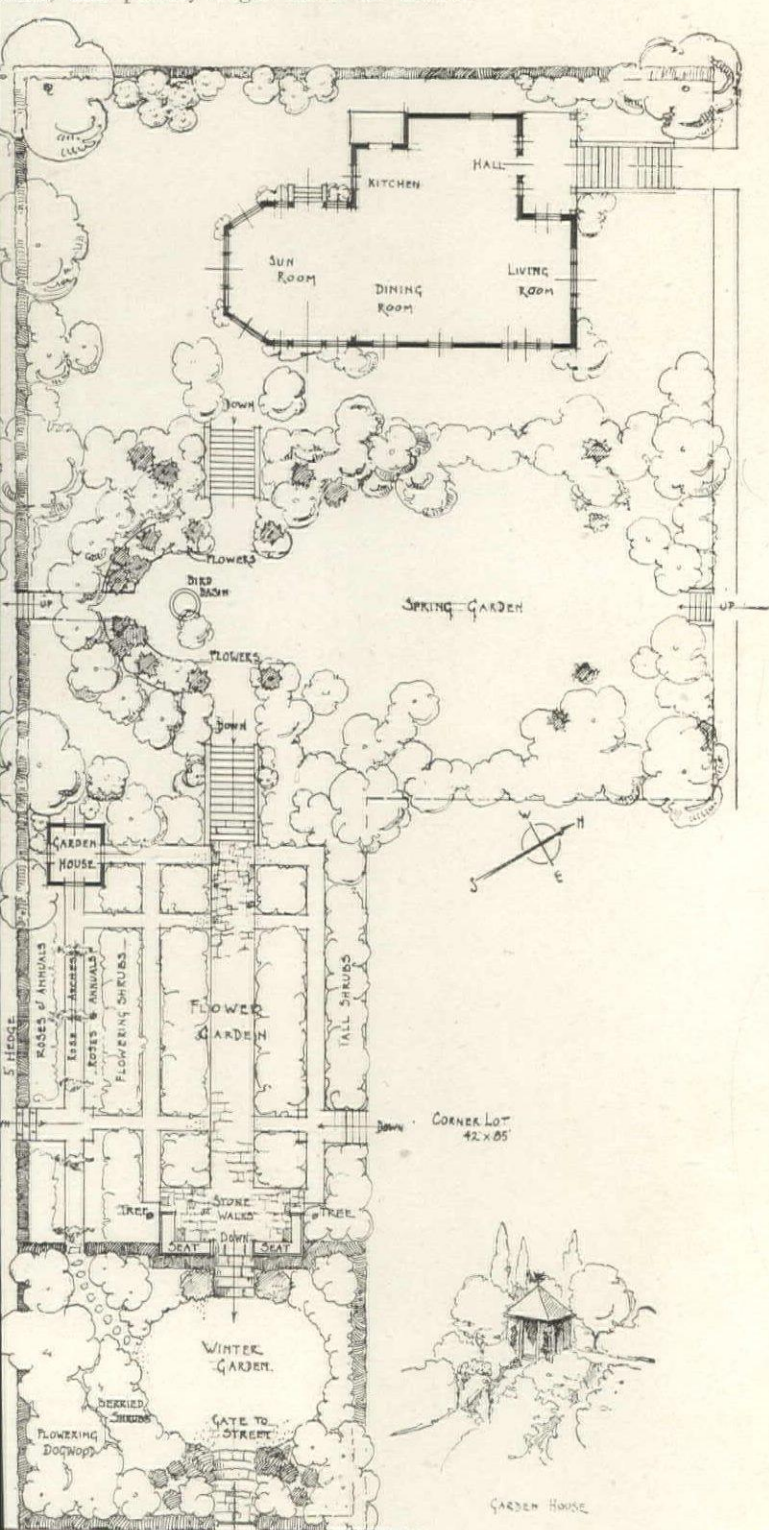 KITCHEN
HALL
SUN
ROOM
DINING
ROOM
LIVING
ROOM
DOWN
FLOWERS
BIRD
BASIN
UP
SPRING GARDEN
UP
FLOWERS
DOWN
GARDEN
HOUSE
N
W
S
E
5 HEDGE
ROSES & ANNUALS
ROSE ARCHES
ROSES & ANNUALS
FLOWERING SHRUBS
FLOWER
GARDEN
TALL SHRUBS
DOWN
CORNER LOT
42' x 85'
TREE
STONE
WALKS
TREE
SEAT
DOWN
SEAT
WINTER
GARDEN
BERRIED
SHRUBS
FLOWERING
DOGWOOD
GATE TO
STREET
GARDEN HOUSE